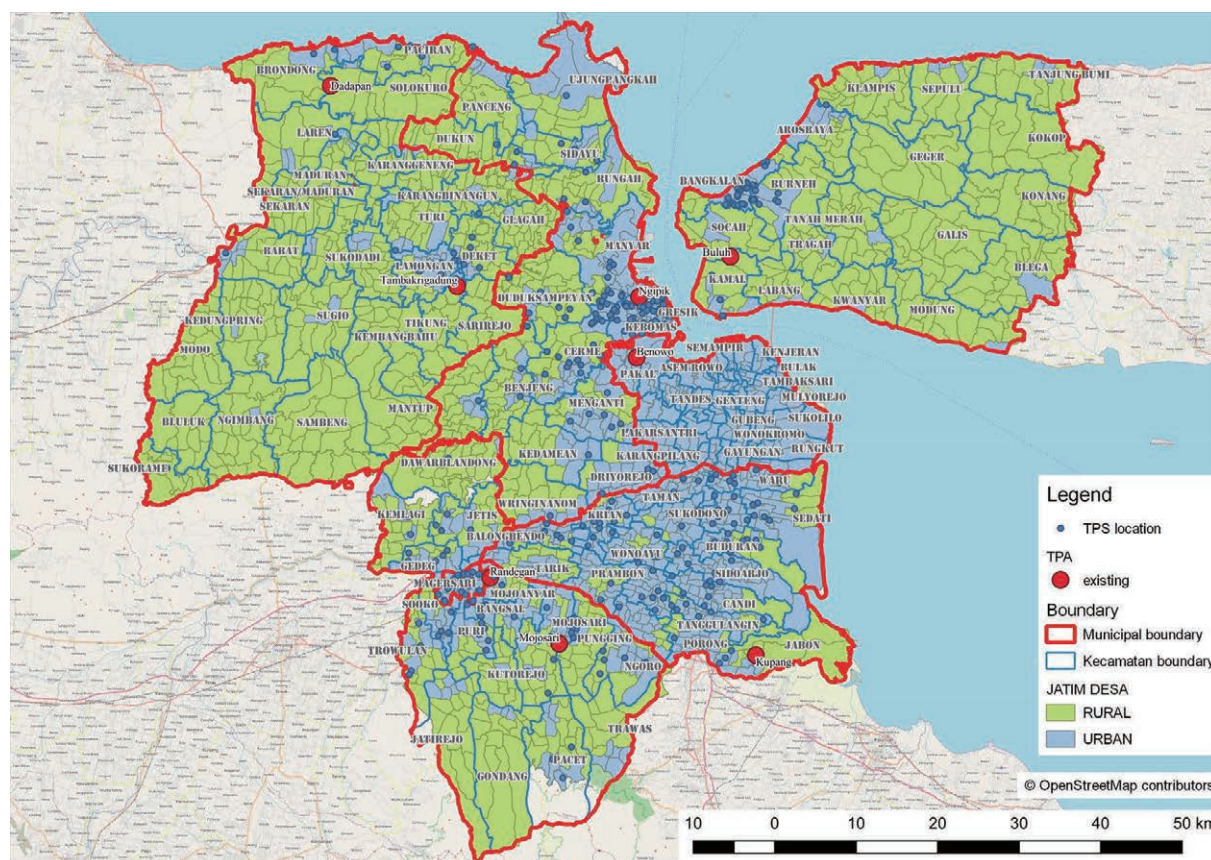 PACIRAN
BRONDONG
UJUNGPANGKAH
Dadapan
SOLOKURO
PANCENG
TANJUNG BUMI
KLAMPIS
SEPULU
LAREN
DUKUN
SIDAYU
AROSBAYA
KOKOP
MADURAN
KARANGGENENG
GEGER
SEKARAN/MADURAN
KARANGBINANGUN
BUNGAH
BANGKALAN
BURNEH
KONANG
SEKARAN
TURI
GLAGAH
SOCAH
TANAH MERAH
BABAT
SUKODADI
DEKET
MANYAR
Buluh
TRAGAH
GALIS
LAMONGAN
Tambakrigadung
KAMAL
LABANG
BLEGA
KEDUNGPRING
SUGIO
DUDUKSAMPEYAN
Ngipik
GRESIK
KWANYAR
MODUNG
TIKUNG
SARIREJO
KEBOMAS
MODO
KEMBANGBAHU
CERME
Benowo
SEMAMPIR
KENJERAN
PAKAL
ASEM ROWO
BULAK
BENJENG
TANDES
GENTENG
TAMBAKSARI
MULYOREJO
MANTUP
MENGANTI
GUBENG
SUKOLILO
BLULUK
NGIMBANG
SAMBENG
LAKARSANTRI
WONOKROMO
KEDAMEAN
KARANGPILANG
GAYUNGAN
RUNGKUT
SUKORAME
DAWARBLANDONG
DRIYOREJO
WARU
WRINGINANOM
TAMAN
KEMLAGI
JETIS
KRIAN
SUKODONO
SEDATI
BALONGBENDO
WONOAYU
BUDURAN
GEDEG
TARIK
PRAMBON
SIDOARJO
MAGERSARI
Randegan
SOOKO
MOJOANYAR
CANDI
BANGSAL
MOJOSARI
PURI
Mojosari
PUNGGING
TANGGULANGIN
TROWULAN
PORONG
JABON
KUTOREJO
NGORO
Kupang
TRAWAS
JATIREJO
PACET
GONDANG
Legend
TPS location
TPA
existing
Boundary
Municipal boundary
Kecamatan boundary
JATIM DESA
RURAL
URBAN
© OpenStreetMap contributors
10 0 10 20 30 40 50 km